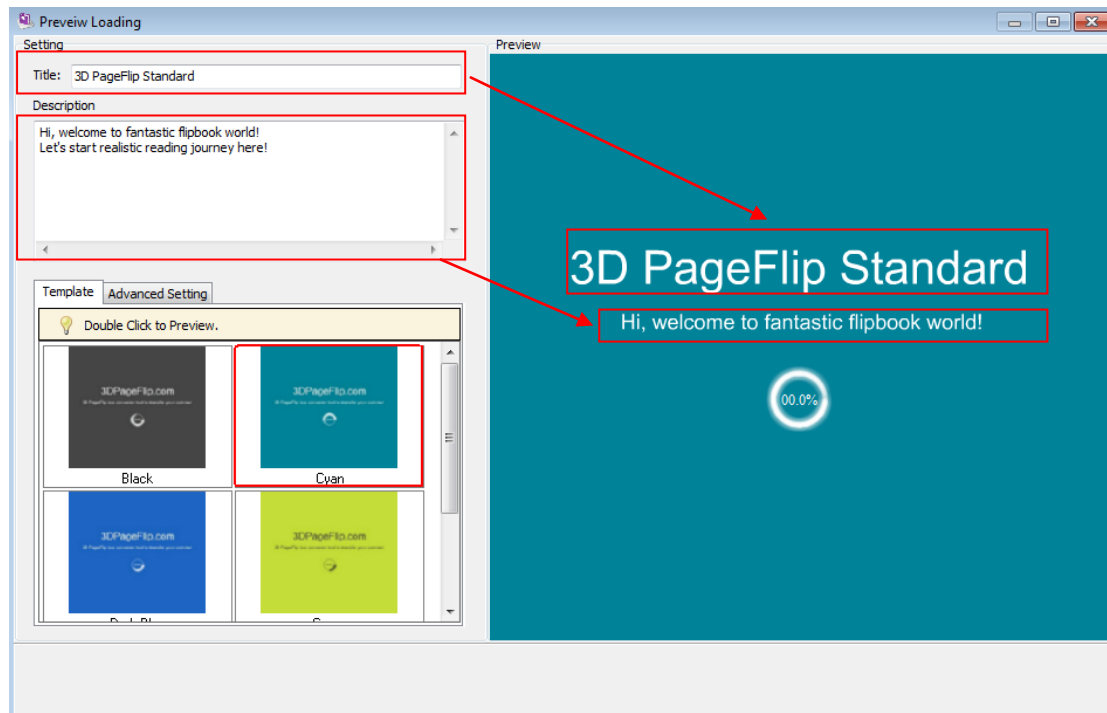 Preveiw Loading
Setting
Title: 3D PageFlip Standard
Description
Hi, welcome to fantastic flipbook world!
Let's start realistic reading journey here!
Template Advanced Setting
Double Click to Preview.
3DPageFlip.com
3DPageFlip.com
Black
Cyan
3DPageFlip.com
3DPageFlip.com
Preview
3D PageFlip Standard
Hi, welcome to fantastic flipbook world!
00.0%